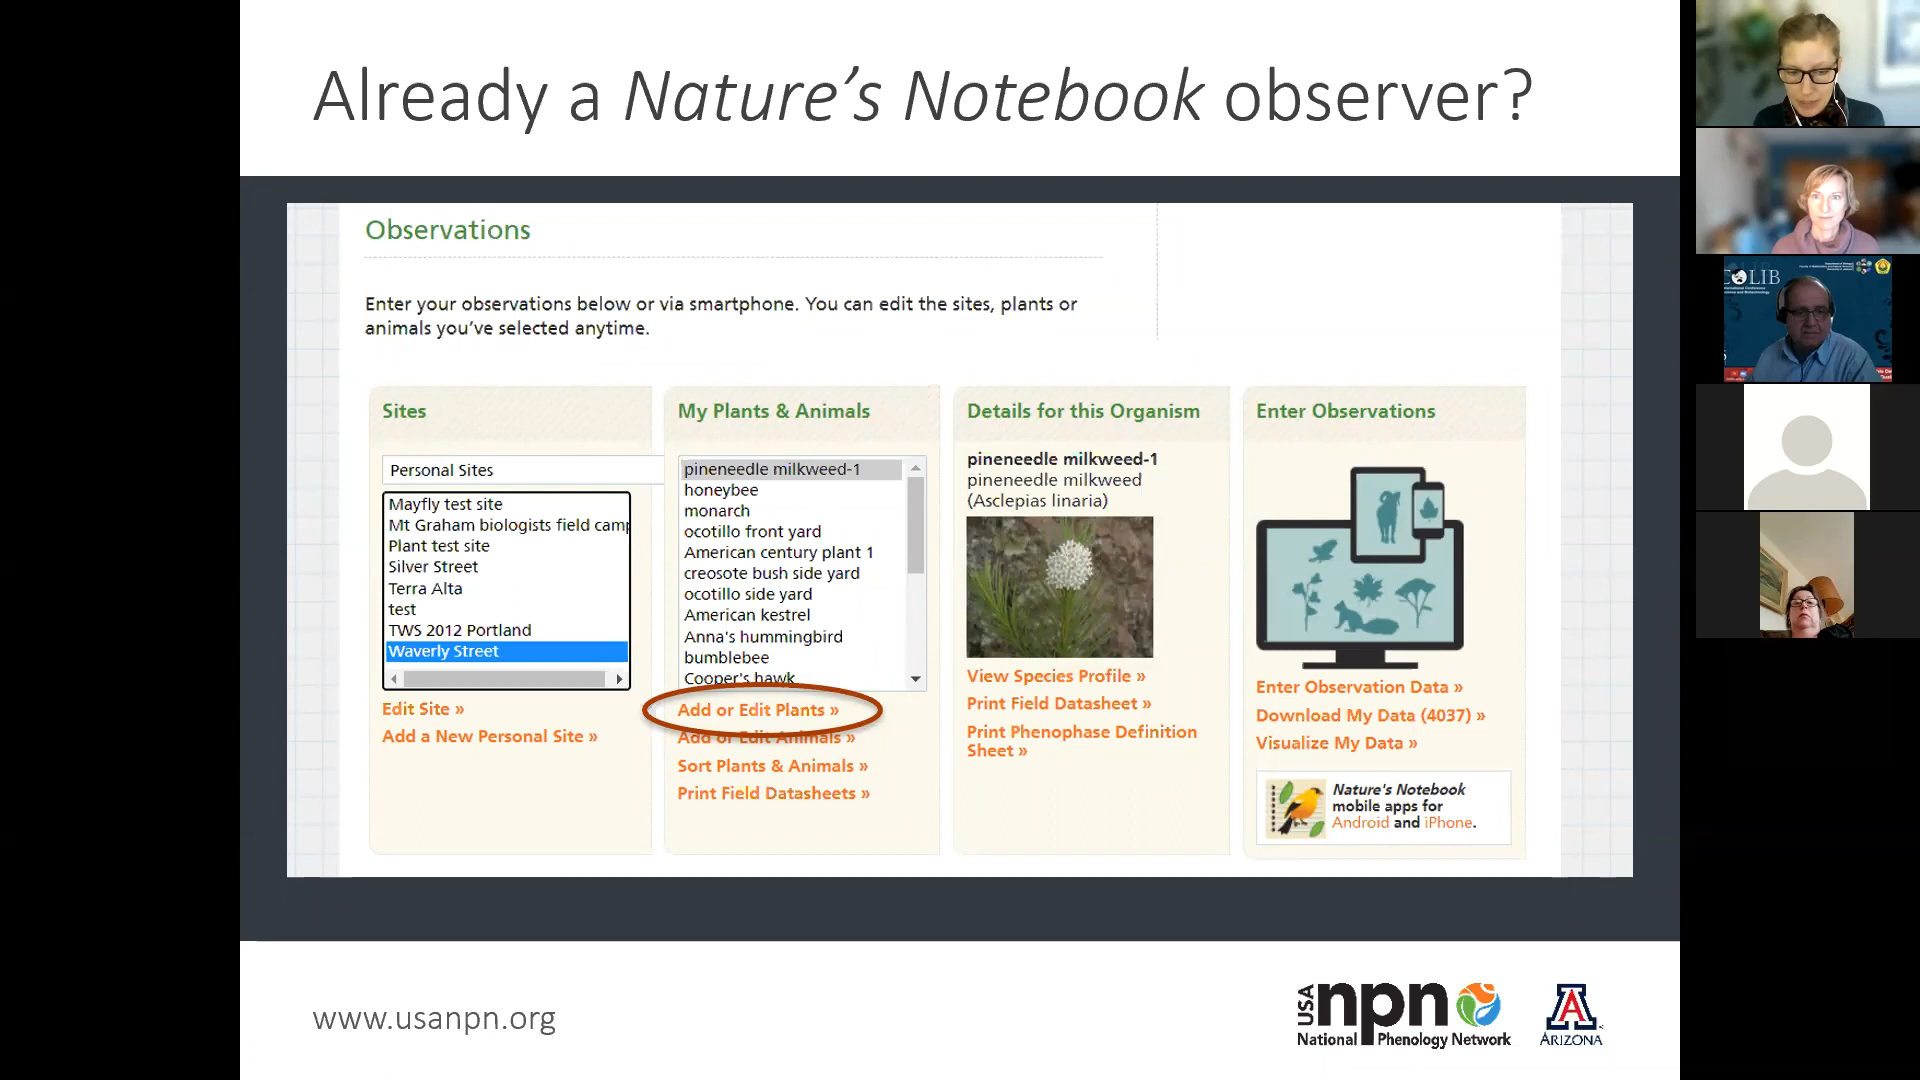 Already a Nature's Notebook observer?
Observations
Enter your observations below or via smartphone. You can edit the sites, plants or
animals you've selected anytime.
Sites
Personal Sites
Mayfly test site
Mt Graham biologists field camp
Plant test site
Silver Street
Terra Alta
test
TWS 2012 Portland
Waverly Street
Edit Site »
Add a New Personal Site »
My Plants & Animals
pineneedle milkweed-1
honeybee
monarch
ocotillo front yard
American century plant 1
creosote bush side yard
ocotillo side yard
American kestrel
Anna's hummingbird
bumblebee
Cooper's hawk
Add or Edit Plants »
Add or Edit Animals »
Sort Plants & Animals »
Print Field Datasheets »
Details for this Organism
pineneedle milkweed-1
pineneedle milkweed
(Asclepias linaria)
View Species Profile »
Print Field Datasheet »
Print Phenophase Definition
Sheet »
Enter Observations
Enter Observation Data »
Download My Data (4037) »
Visualize My Data »
Nature's Notebook
mobile apps for
Android and iPhone.
www.usanpn.org
USA npn
National Phenology Network
A
ARIZONA
COLIB